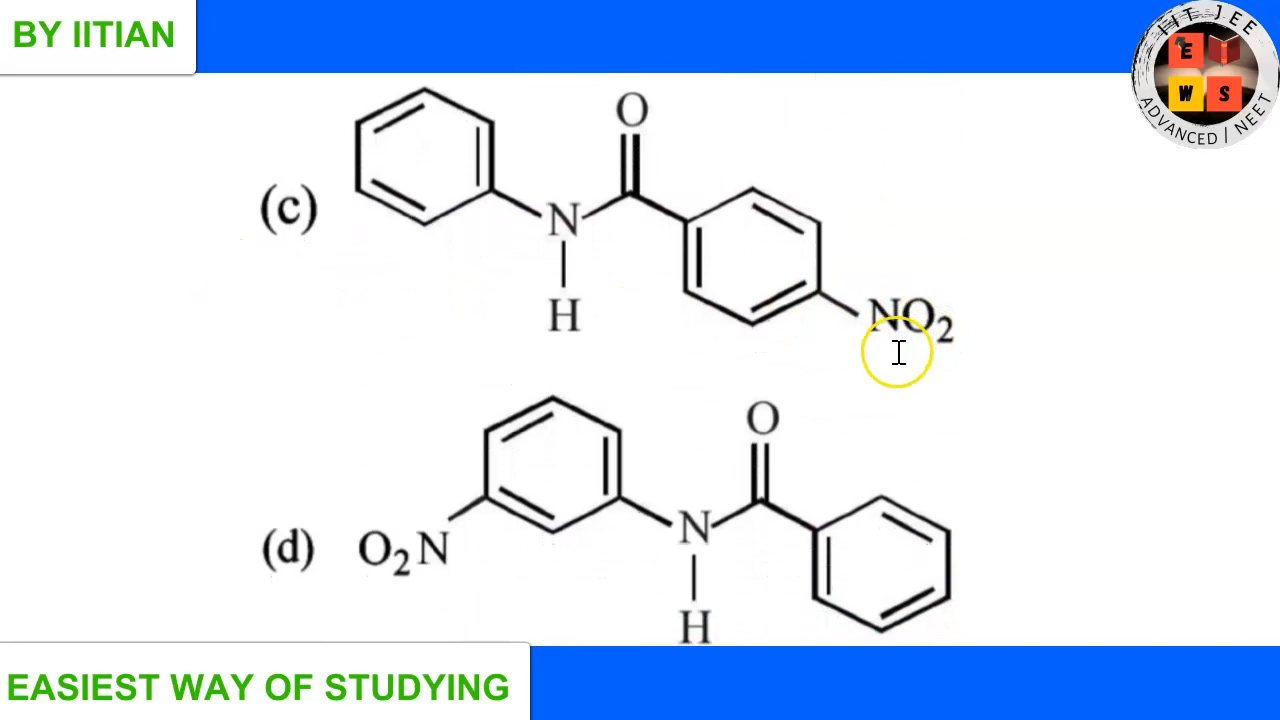 BY IITIAN
IIT JEE
E
W S
ADVANCED / NEET
O
(c)
N
H
NO2
O
N
(d) O2N
H
EASIEST WAY OF STUDYING